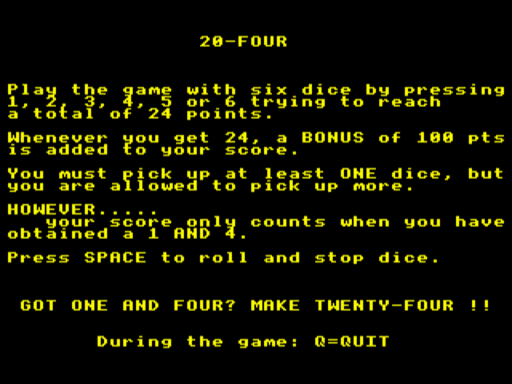 20-FOUR
Play the game with six dice by pressing
1, 2, 3, 4, 5 or 6 trying to reach
a total of 24 points.
Whenever you get 24, a BONUS of 100 pts
is added to your score.
You must pick up at least ONE dice, but
you are allowed to pick up more.
HOWEVER.....
your score only counts when you have
obtained a 1 AND 4.
Press SPACE to roll and stop dice.
GOT ONE AND FOUR? MAKE TWENTY-FOUR !!
During the game: Q=QUIT